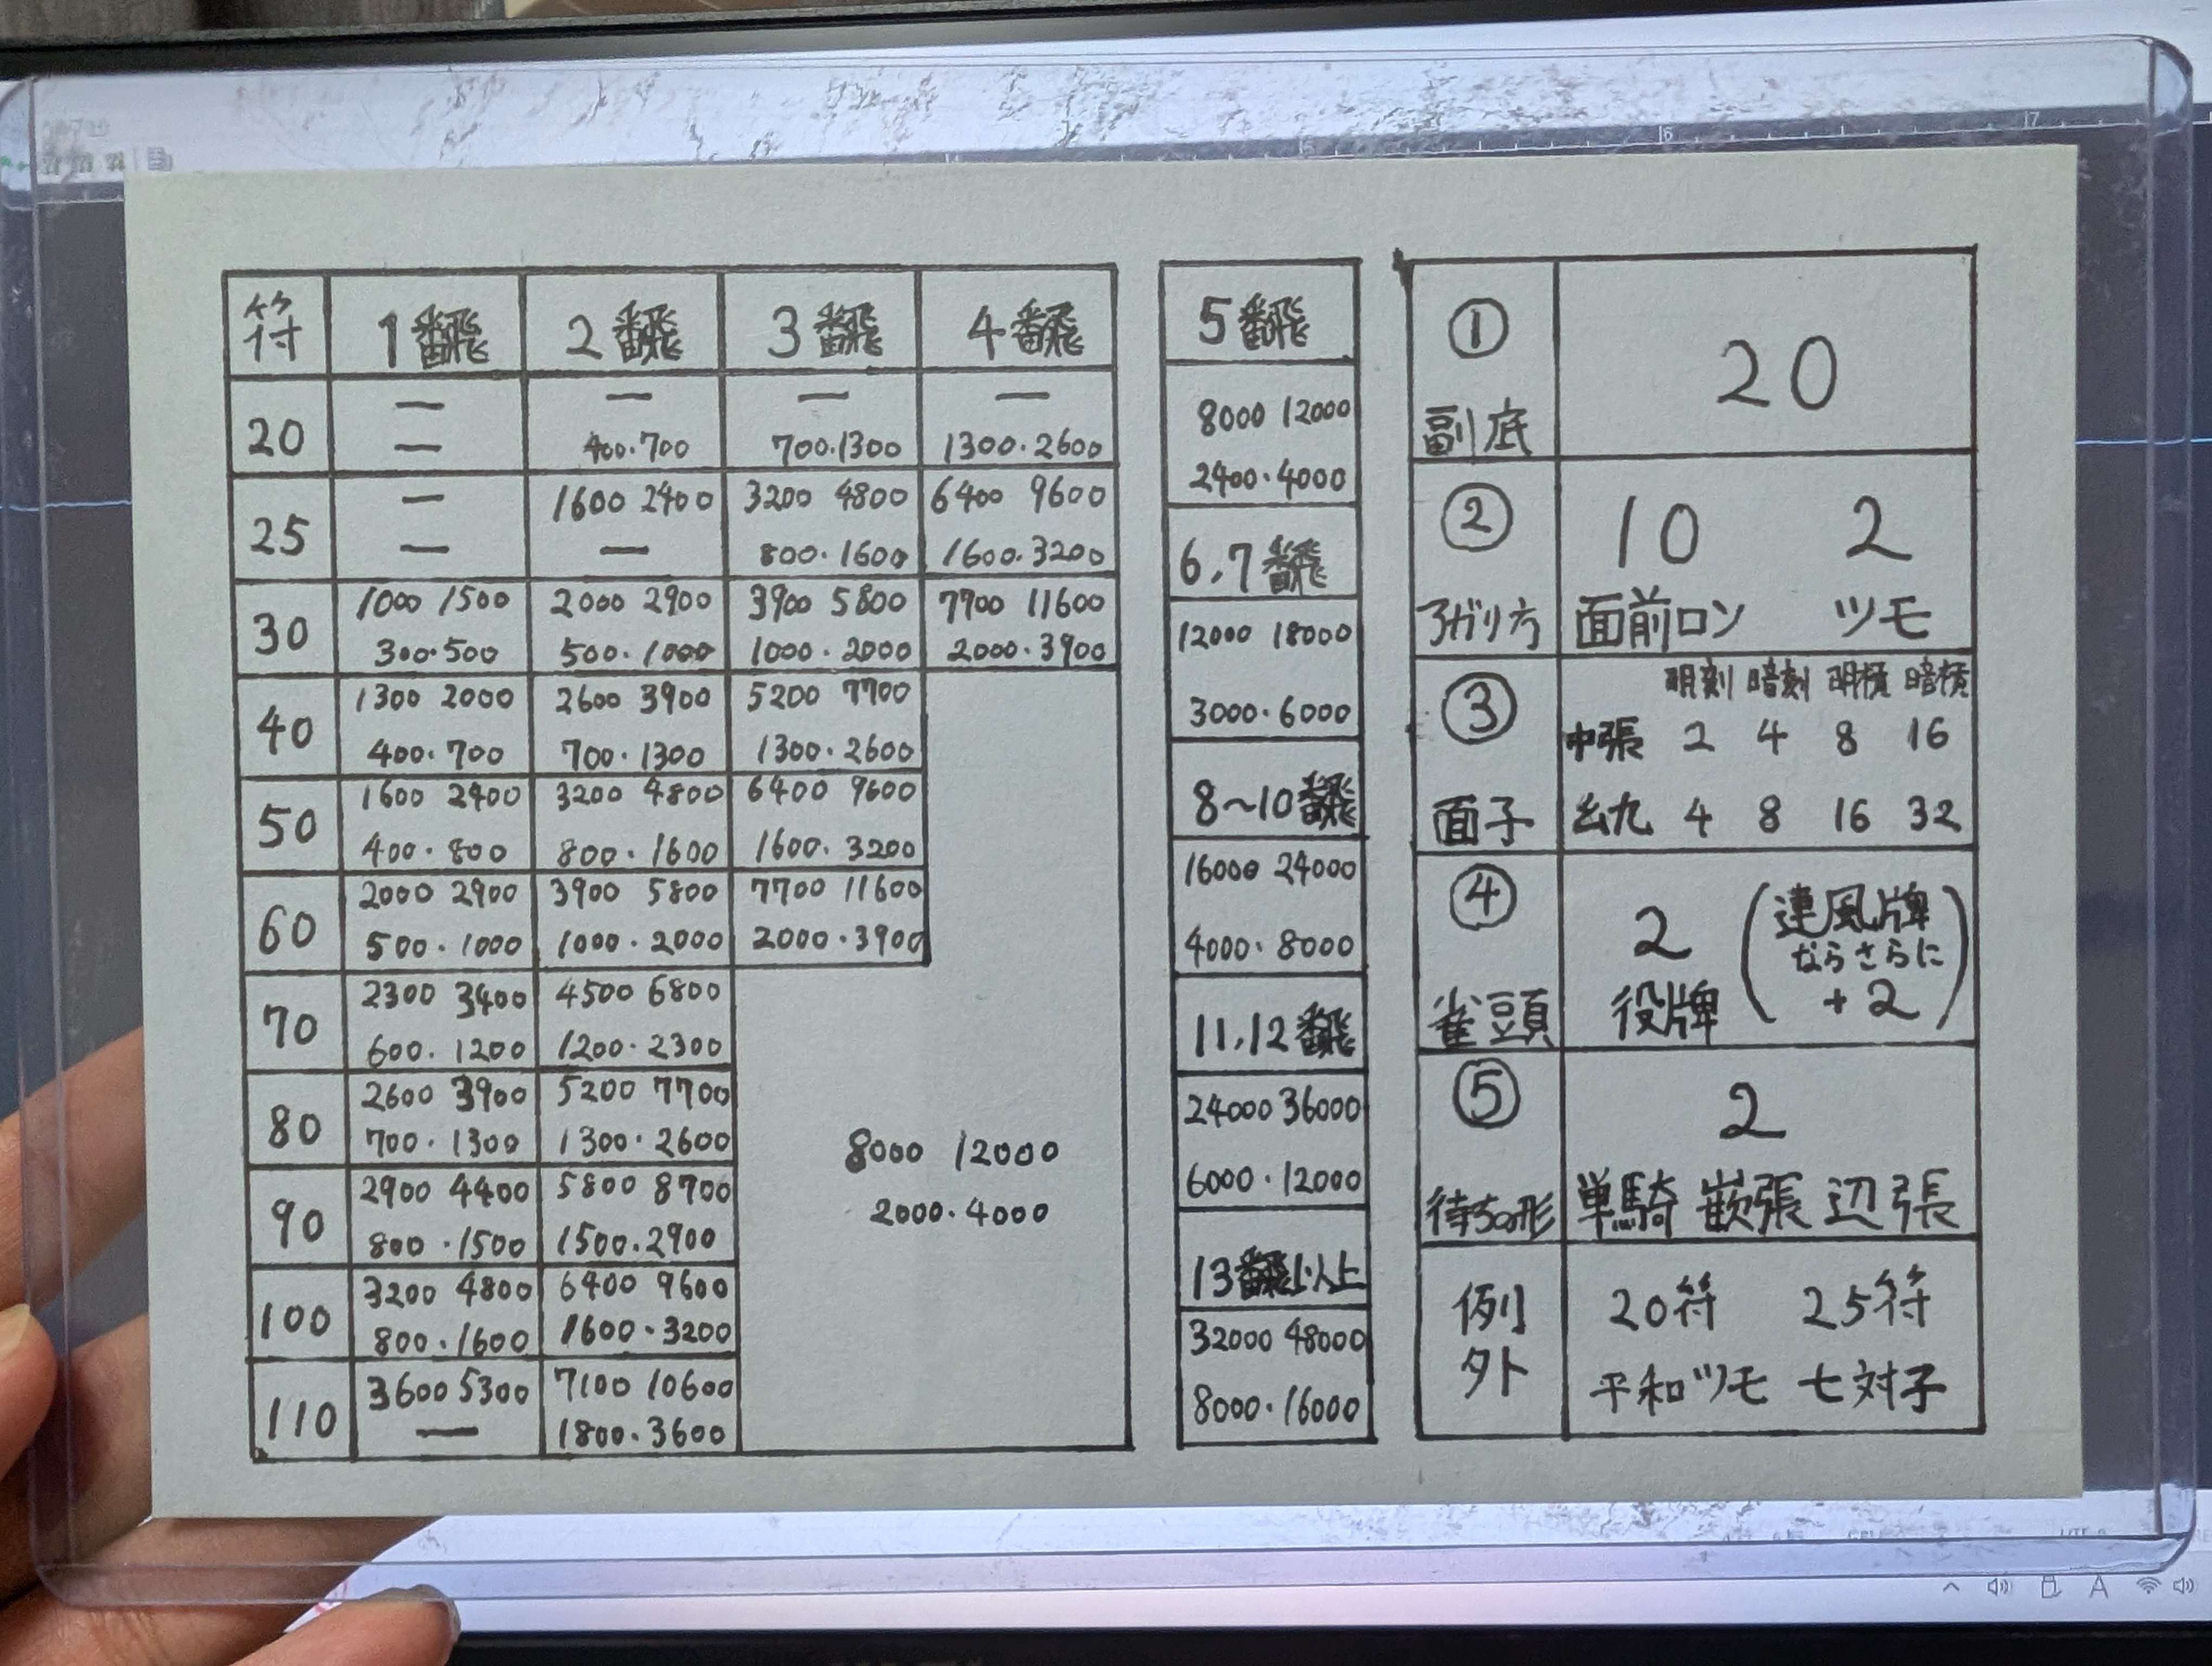 符 1飜 2飜 3飜 4飜
20 — — — —
— 400・700 700・1300 1300・2600
25 — 1600 2400 3200 4800 6400 9600
— — 800・1600 1600・3200
30 1000 1500 2000 2900 3900 5800 7900 11600
300・500 500・1000 1000・2000 2000・3900
40 1300 2000 2600 3900 5200 7700
400・700 700・1300 1300・2600
50 1600 2400 3200 4800 6400 9600
400・800 800・1600 1600・3200
60 2000 2900 3900 5800 7700 11600
500・1000 1000・2000 2000・3900
70 2300 3400 4500 6800
600・1200 1200・2300
80 2600 3900 5200 7700
700・1300 1300・2600
90 2900 4400 5800 8700
800・1500 1500・2900
100 3200 4800 6400 9600
800・1600 1600・3200
110 3600 5300 7100 10600
— 1800・3600
8000 12000
2000・4000
5飜
8000 12000
2400・4000
6,7飜
12000 18000
3000・6000
8〜10飜
16000 24000
4000・8000
11,12飜
24000 36000
6000・12000
13飜以上
32000 48000
8000・16000
① 20
副底
② 10 2
アガリ方 面前ロン ツモ
明刻 暗刻 明槓 暗槓
③ 中張 2 4 8 16
面子 幺九 4 8 16 32
④ 2 (連風牌
ならさらに
+2)
雀頭 役牌
⑤ 2
待ちの形 単騎 嵌張 辺張
例外 20符 25符
平和ツモ 七対子
6
7
A